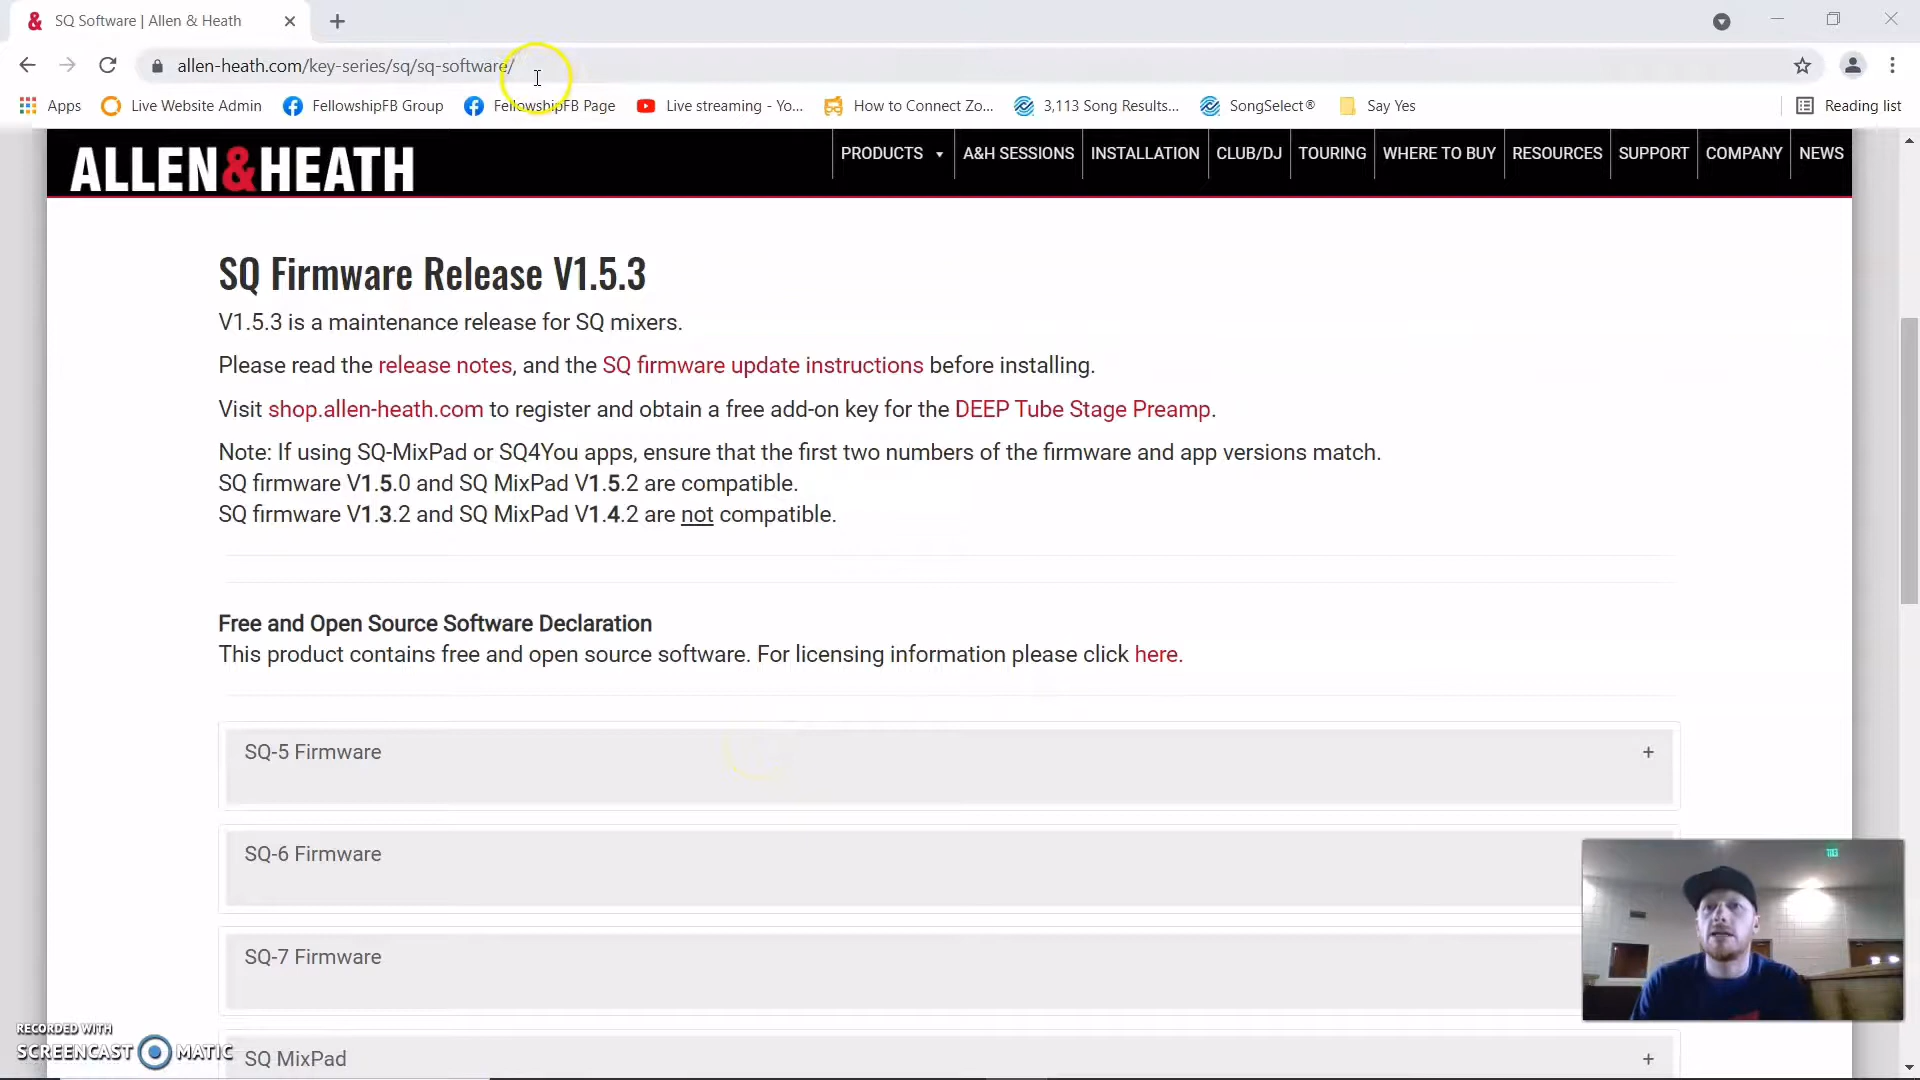 SQ Software | Allen & Heath
allen-heath.com/key-series/sq/sq-software/
Apps Live Website Admin FellowshipFB Group FellowshipFB Page Live streaming - Yo... How to Connect Zo... 3,113 Song Results... SongSelect® Say Yes Reading list
ALLEN&HEATH
PRODUCTS A&H SESSIONS INSTALLATION CLUB/DJ TOURING WHERE TO BUY RESOURCES SUPPORT COMPANY NEWS
SQ Firmware Release V1.5.3
V1.5.3 is a maintenance release for SQ mixers.
Please read the release notes, and the SQ firmware update instructions before installing.
Visit shop.allen-heath.com to register and obtain a free add-on key for the DEEP Tube Stage Preamp.
Note: If using SQ-MixPad or SQ4You apps, ensure that the first two numbers of the firmware and app versions match.
SQ firmware V1.5.0 and SQ MixPad V1.5.2 are compatible.
SQ firmware V1.3.2 and SQ MixPad V1.4.2 are not compatible.
Free and Open Source Software Declaration
This product contains free and open source software. For licensing information please click here.
SQ-5 Firmware +
SQ-6 Firmware
SQ-7 Firmware
SQ MixPad +
RECORDED WITH
SCREENCAST MATIC